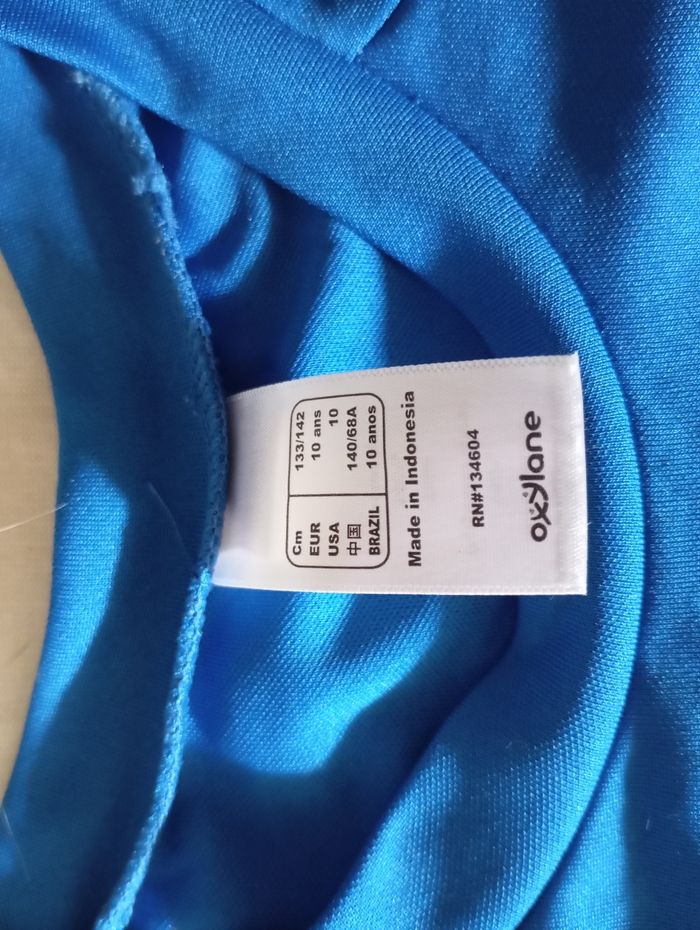 Cm 133/142
EUR 10 ans
USA 10
中国 140/68A
BRAZIL 10 anos
Made in Indonesia
RN#134604
oxylane